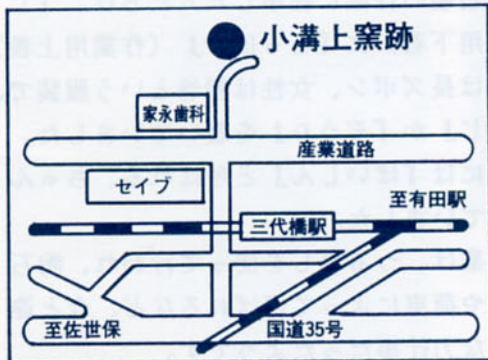 小溝上窯跡
家永歯科
産業道路
セイブ
至有田駅
三代橋駅
至佐世保
国道35号